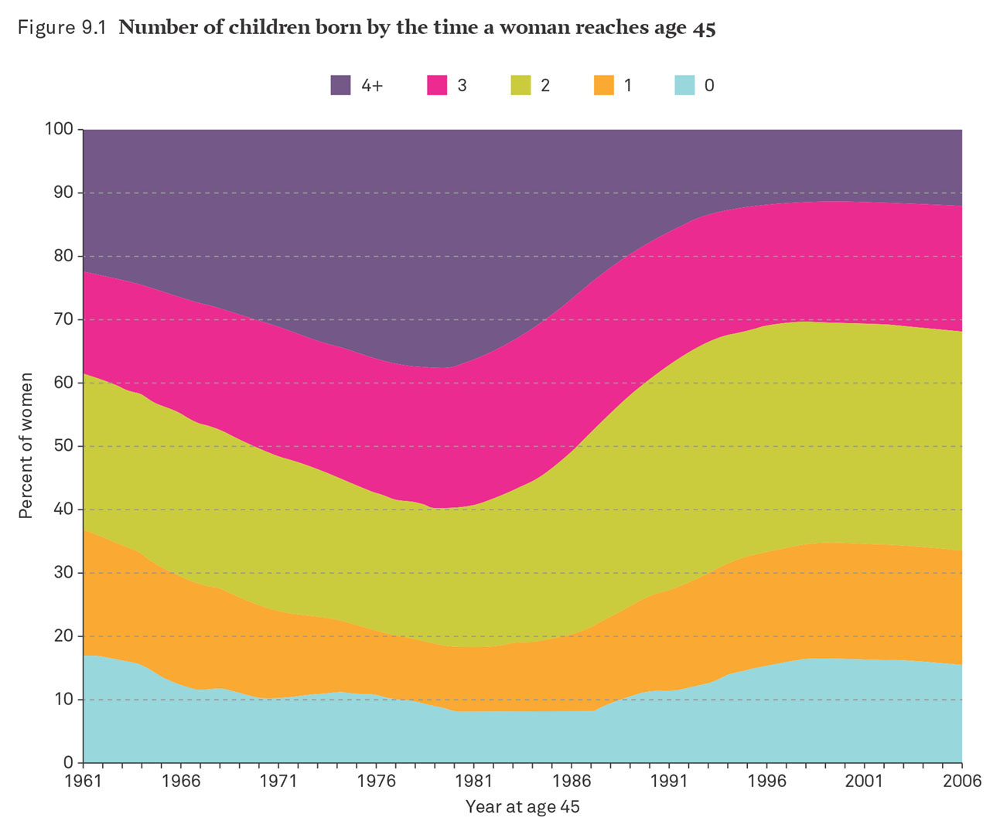 Figure 9.1 Number of children born by the time a woman reaches age 45
4+ 3 2 1 0
100
90
80
70
60
50
40
30
20
10
0
Percent of women
1961 1966 1971 1976 1981 1986 1991 1996 2001 2006
Year at age 45